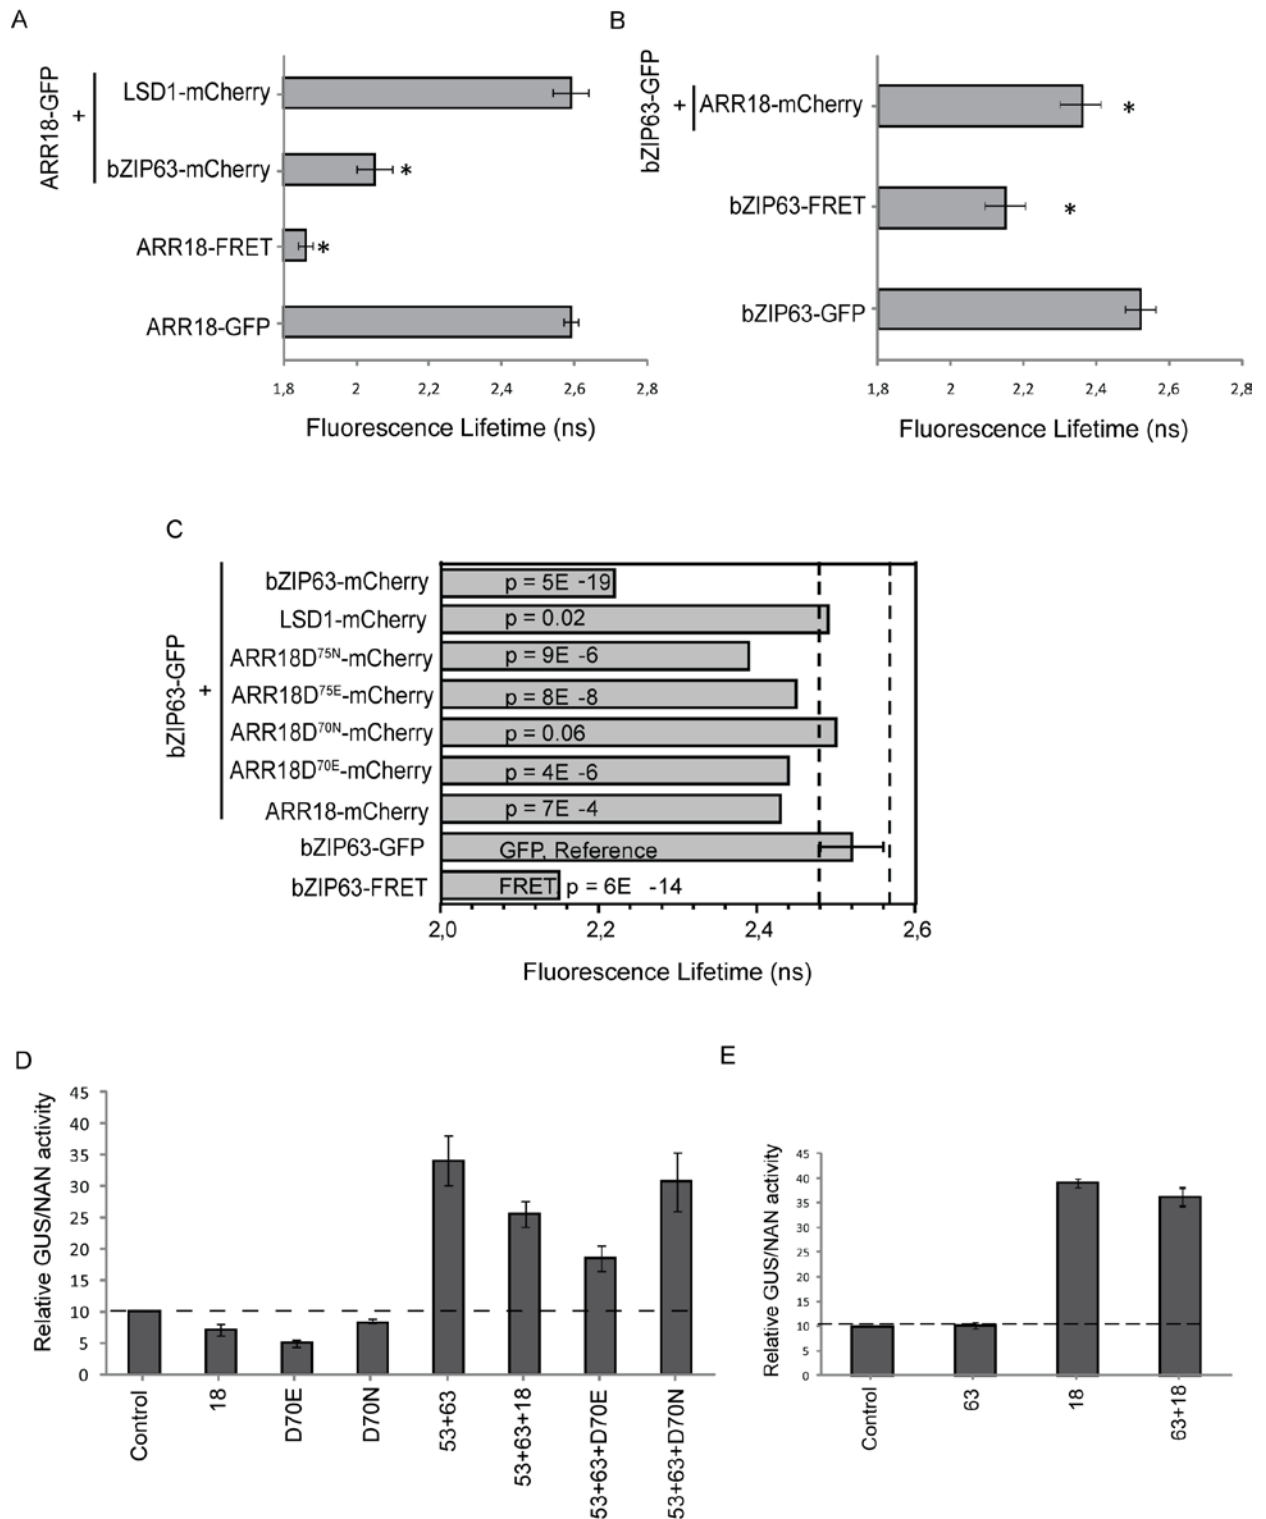 A
ARR18-GFP
+
LSD1-mCherry
bZIP63-mCherry
*
ARR18-FRET
*
ARR18-GFP
1,8 2 2,2 2,4 2,6 2,8
Fluorescence Lifetime (ns)
B
bZIP63-GFP
+
ARR18-mCherry
*
bZIP63-FRET
*
bZIP63-GFP
1,8 2 2,2 2,4 2,6 2,8
Fluorescence Lifetime (ns)
C
bZIP63-GFP
+
bZIP63-mCherry p = 5E -19
LSD1-mCherry p = 0.02
ARR18D75N-mCherry p = 9E -6
ARR18D75E-mCherry p = 8E -8
ARR18D70N-mCherry p = 0.06
ARR18D70E-mCherry p = 4E -6
ARR18-mCherry p = 7E -4
bZIP63-GFP GFP, Reference
bZIP63-FRET FRET p = 6E -14
2,0 2,2 2,4 2,6
Fluorescence Lifetime (ns)
D
Relative GUS/NAN activity
45
40
35
30
25
20
15
10
5
0
Control
18
D70E
D70N
53+63
53+63+18
53+63+D70E
53+63+D70N
E
Relative GUS/NAN activity
45
40
35
30
25
20
15
10
5
0
Control
63
18
63+18